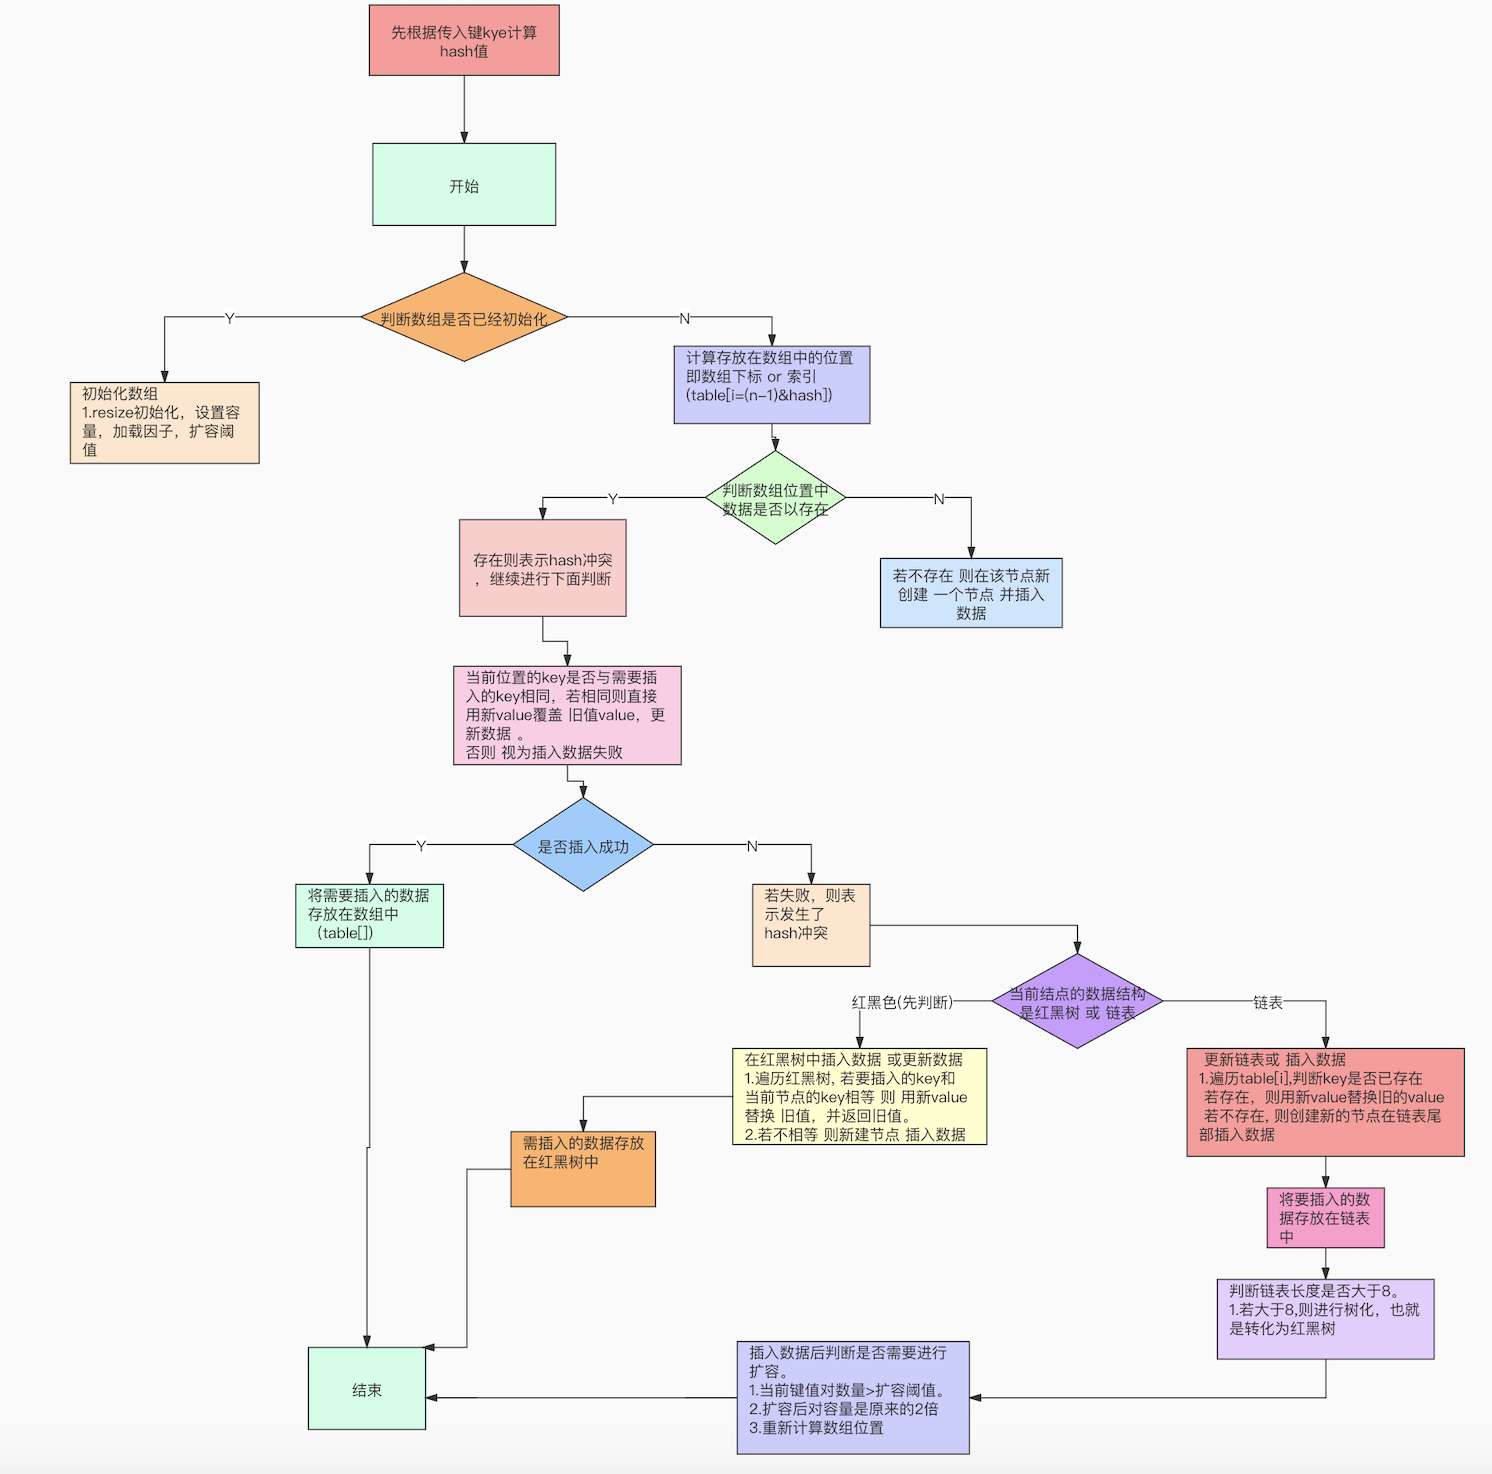 先根据传入键kye计算
hash值
开始
判断数组是否已经初始化
Y
N
初始化数组
1.resize初始化，设置容
量，加载因子，扩容阈
值
计算存放在数组中的位置
即数组下标 or 索引
(table[i=(n-1)&hash])
判断数组位置中
数据是否以存在
Y
N
存在则表示hash冲突
，继续进行下面判断
若不存在 则在该节点新
创建 一个节点 并插入
数据
当前位置的key是否与需要插
入的key相同，若相同则直接
用新value覆盖 旧值value，更
新数据 。
否则 视为插入数据失败
是否插入成功
Y
N
将需要插入的数据
存放在数组中
（table[]）
若失败，则表
示发生了
hash冲突
当前结点的数据结构
是红黑树 或 链表
红黑色(先判断)
链表
在红黑树中插入数据 或更新数据
1.遍历红黑树, 若要插入的key和
当前节点的key相等 则 用新value
替换 旧值，并返回旧值。
2.若不相等 则新建节点 插入数据
更新链表或 插入数据
1.遍历table[i],判断key是否已存在
若存在，则用新value替换旧的value
若不存在, 则创建新的节点在链表尾
部插入数据
需插入的数据存放
在红黑树中
将要插入的数
据存放在链表
中
判断链表长度是否大于8。
1.若大于8,则进行树化，也就
是转化为红黑树
插入数据后判断是否需要进行
扩容。
1.当前键值对数量>扩容阈值。
2.扩容后对容量是原来的2倍
3.重新计算数组位置
结束